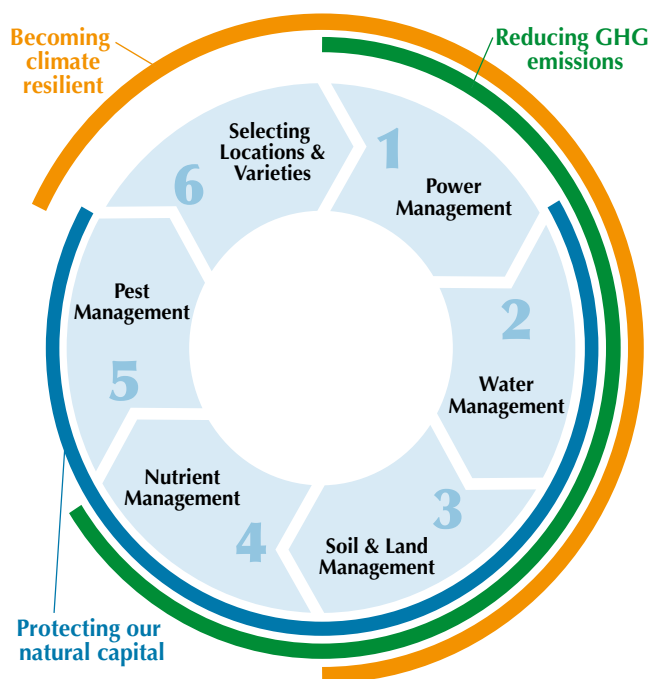 Becoming
climate
resilient
Reducing GHG
emissions
1
Power
Management
2
Water
Management
3
Soil & Land
Management
4
Nutrient
Management
5
Pest
Management
6
Selecting
Locations &
Varieties
Protecting our
natural capital